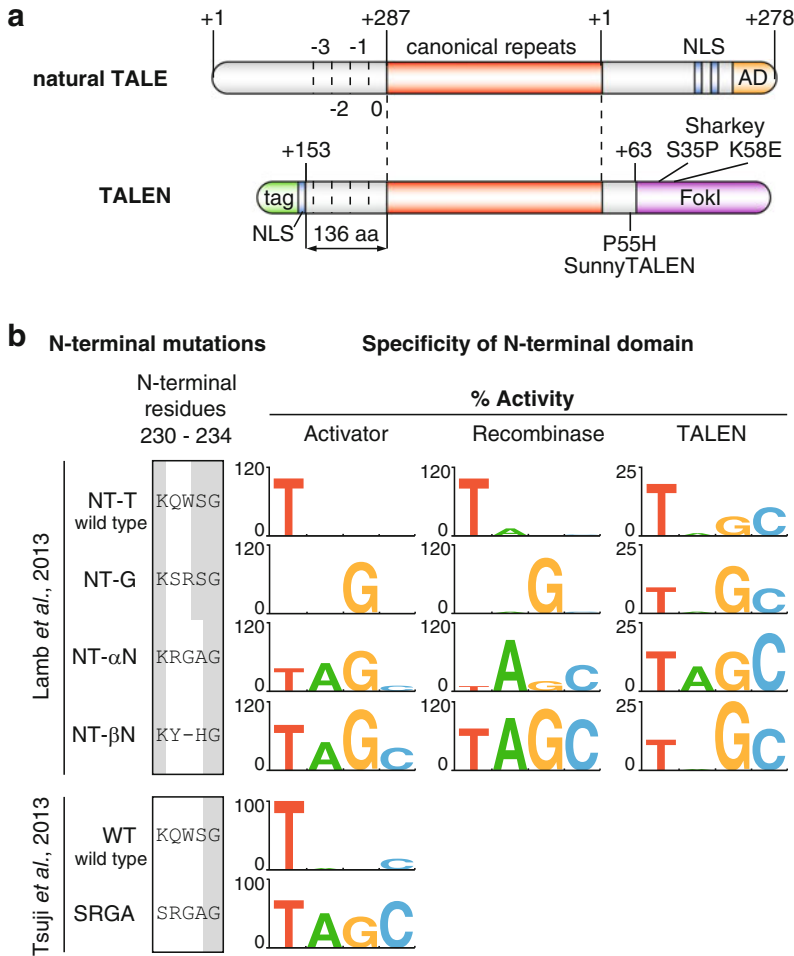 a
+1 +287 +1 +278
-3 -1 canonical repeats NLS
natural TALE AD
-2 0
Sharkey
+153 +63 S35P K58E
TALEN tag FokI
NLS 136 aa P55H
SunnyTALEN
b N-terminal mutations Specificity of N-terminal domain
N-terminal
residues
230 - 234
% Activity
Activator Recombinase TALEN
Lamb et al., 2013
NT-T
wild type
KQWSG
120 0 T
120 0 T A
25 0 T A G C
NT-G KSRSG
120 0 G
120 0 G
25 0 T G C
NT-αN KRGAG
120 0 T A G C
120 0 T A G C
25 0 T A G C
NT-βN KY-HG
120 0 T A G C
120 0 T A G C
25 0 T G C
Tsuji et al., 2013
WT
wild type
KQWSG
100 0 T C
SRGA SRGAG
100 0 T A G C